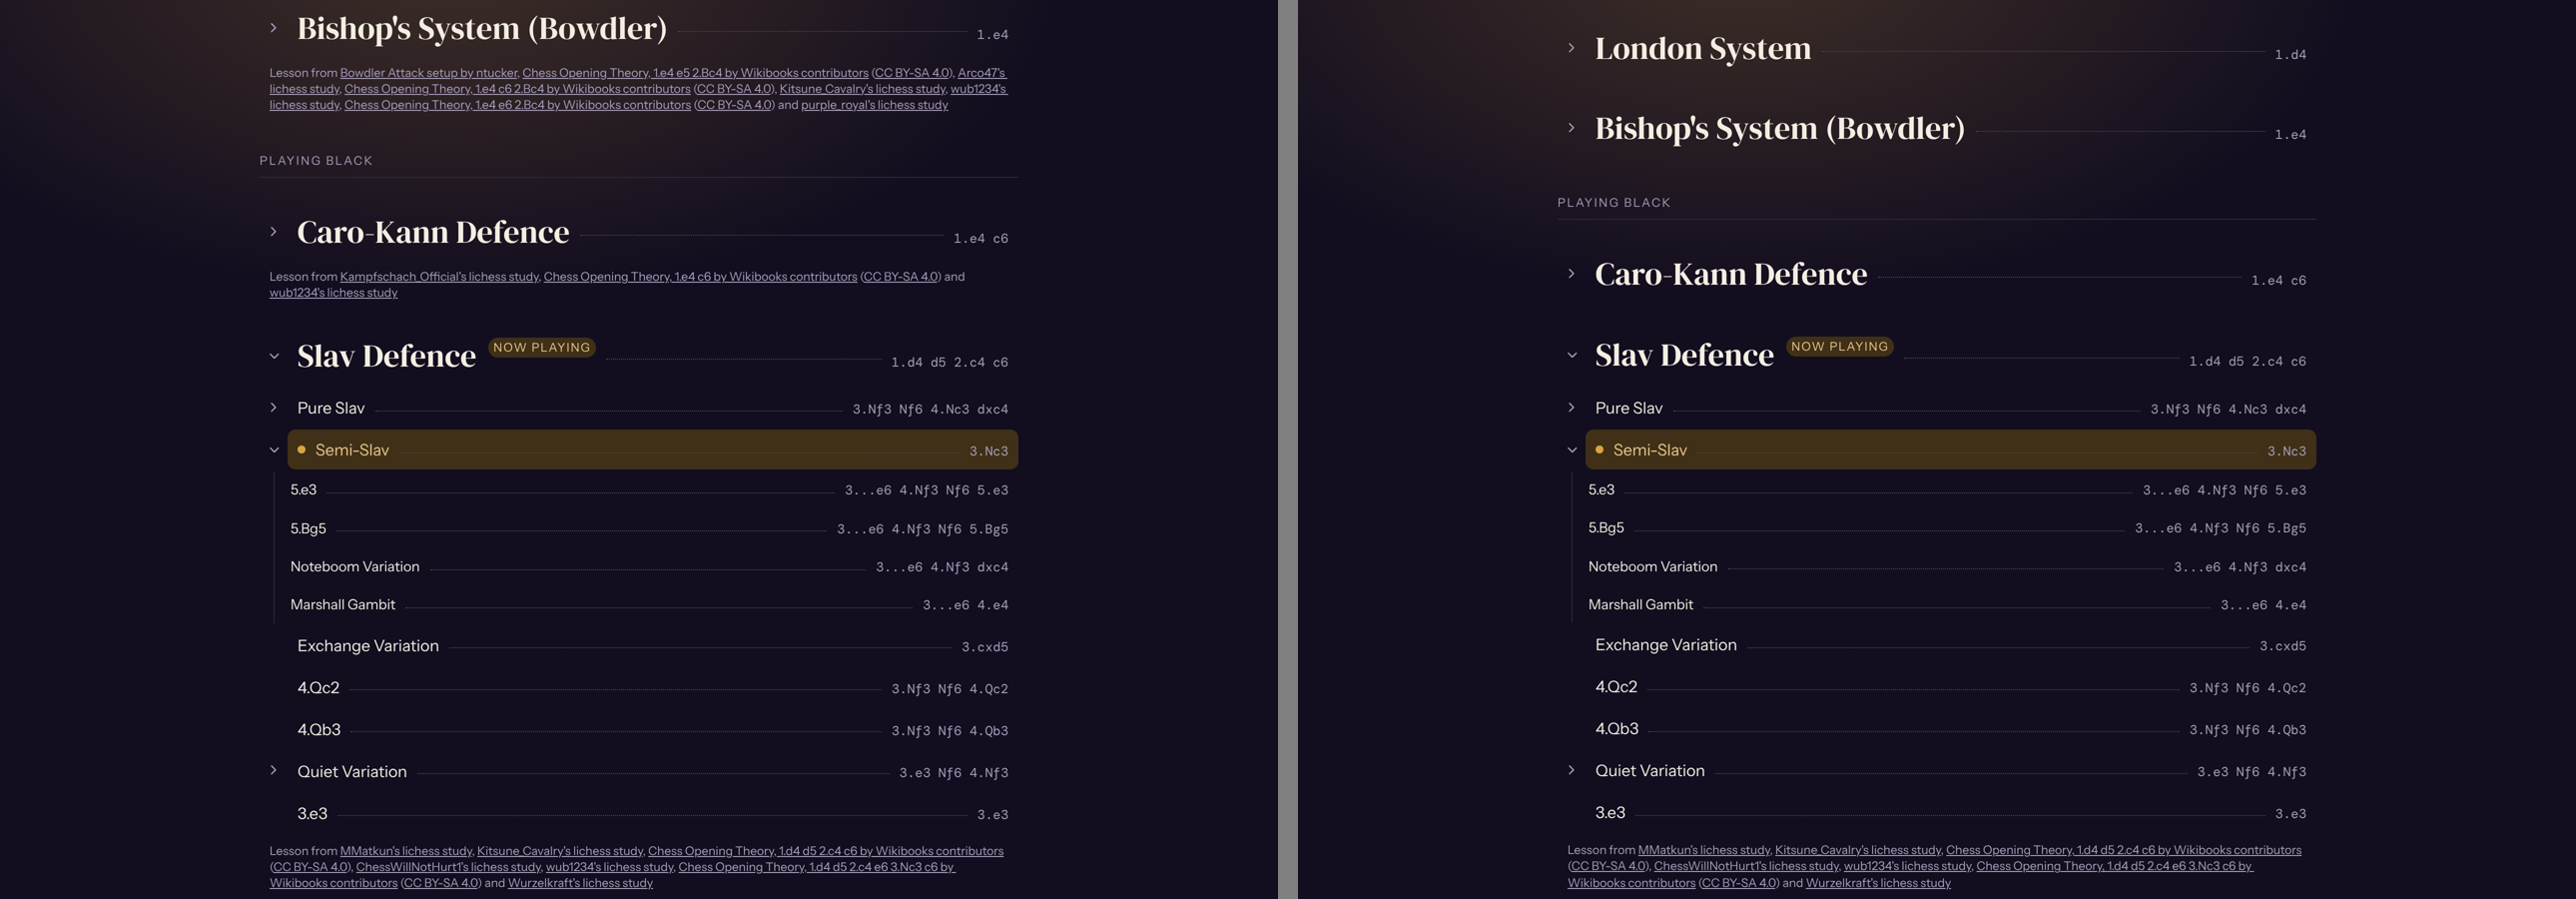 Bishop's System (Bowdler) 1.e4
Lesson from Bowdler Attack setup by ntucker, Chess Opening Theory, 1.e4 e5 2.Bc4 by Wikibooks contributors (CC BY-SA 4.0), Arco47's
lichess study, Chess Opening Theory, 1.e4 c6 2.Bc4 by Wikibooks contributors (CC BY-SA 4.0), Kitsune_Cavalry's lichess study, wub1234's
lichess study, Chess Opening Theory, 1.e4 e6 2.Bc4 by Wikibooks contributors (CC BY-SA 4.0) and purple_royal's lichess study
PLAYING BLACK
Caro-Kann Defence 1.e4 c6
Lesson from Kampfschach_Official's lichess study, Chess Opening Theory, 1.e4 c6 by Wikibooks contributors (CC BY-SA 4.0) and
wub1234's lichess study
Slav Defence NOW PLAYING 1.d4 d5 2.c4 c6
Pure Slav 3.Nf3 Nf6 4.Nc3 dxc4
Semi-Slav 3.Nc3
5.e3 3...e6 4.Nf3 Nf6 5.e3
5.Bg5 3...e6 4.Nf3 Nf6 5.Bg5
Noteboom Variation 3...e6 4.Nf3 dxc4
Marshall Gambit 3...e6 4.e4
Exchange Variation 3.cxd5
4.Qc2 3.Nf3 Nf6 4.Qc2
4.Qb3 3.Nf3 Nf6 4.Qb3
Quiet Variation 3.e3 Nf6 4.Nf3
3.e3 3.e3
Lesson from MMatkun's lichess study, Kitsune_Cavalry's lichess study, Chess Opening Theory, 1.d4 d5 2.c4 c6 by Wikibooks contributors
(CC BY-SA 4.0), ChessWillNotHurt1's lichess study, wub1234's lichess study, Chess Opening Theory, 1.d4 d5 2.c4 e6 3.Nc3 c6 by
Wikibooks contributors (CC BY-SA 4.0) and Wurzelkraft's lichess study
London System 1.d4
Bishop's System (Bowdler) 1.e4
PLAYING BLACK
Caro-Kann Defence 1.e4 c6
Slav Defence NOW PLAYING 1.d4 d5 2.c4 c6
Pure Slav 3.Nf3 Nf6 4.Nc3 dxc4
Semi-Slav 3.Nc3
5.e3 3...e6 4.Nf3 Nf6 5.e3
5.Bg5 3...e6 4.Nf3 Nf6 5.Bg5
Noteboom Variation 3...e6 4.Nf3 dxc4
Marshall Gambit 3...e6 4.e4
Exchange Variation 3.cxd5
4.Qc2 3.Nf3 Nf6 4.Qc2
4.Qb3 3.Nf3 Nf6 4.Qb3
Quiet Variation 3.e3 Nf6 4.Nf3
3.e3 3.e3
Lesson from MMatkun's lichess study, Kitsune_Cavalry's lichess study, Chess Opening Theory, 1.d4 d5 2.c4 c6 by Wikibooks contributors
(CC BY-SA 4.0), ChessWillNotHurt1's lichess study, wub1234's lichess study, Chess Opening Theory, 1.d4 d5 2.c4 e6 3.Nc3 c6 by
Wikibooks contributors (CC BY-SA 4.0) and Wurzelkraft's lichess study